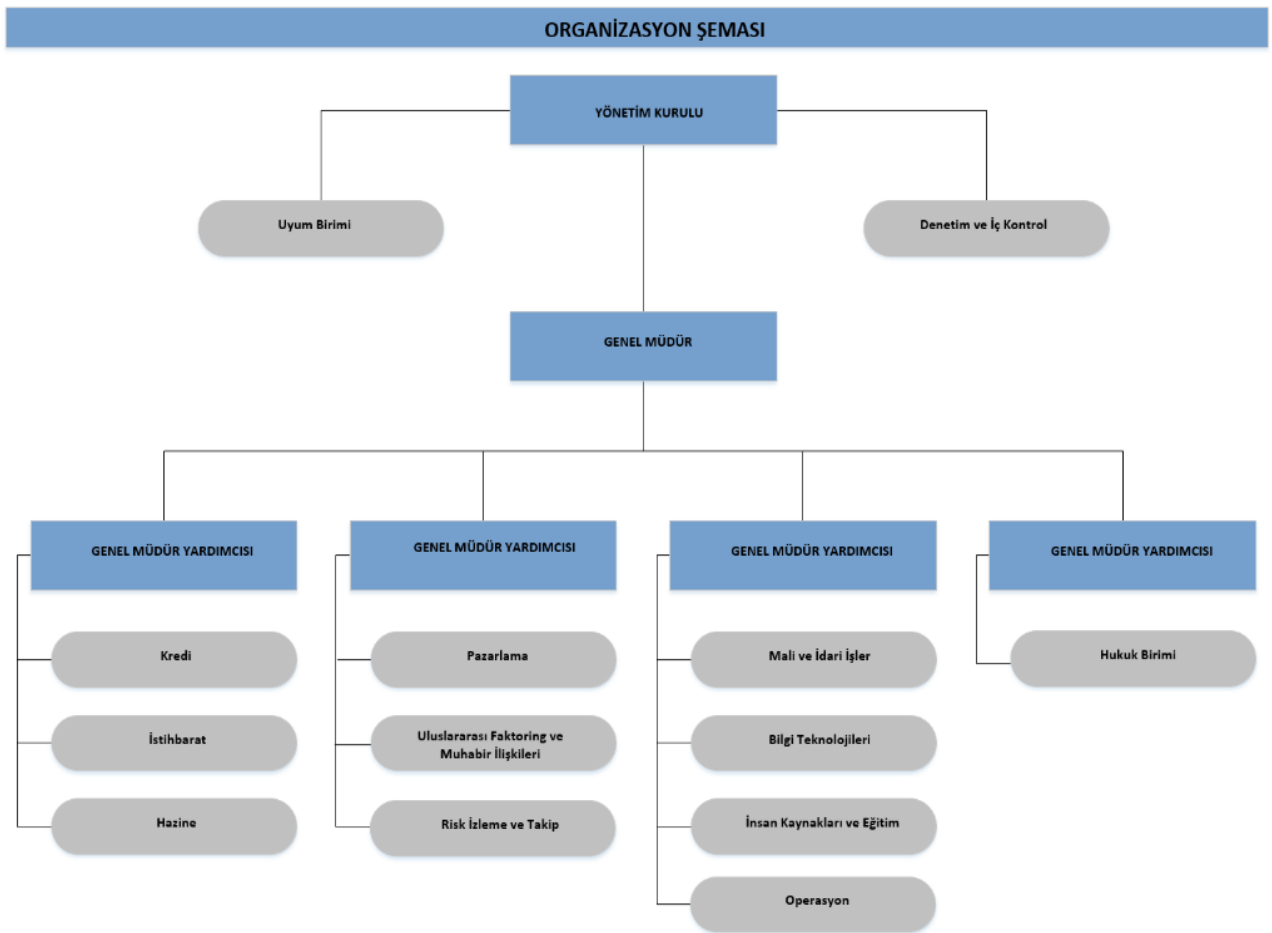 ORGANİZASYON ŞEMASI
YÖNETİM KURULU
Uyum Birimi
Denetim ve İç Kontrol
GENEL MÜDÜR
GENEL MÜDÜR YARDIMCISI
GENEL MÜDÜR YARDIMCISI
GENEL MÜDÜR YARDIMCISI
GENEL MÜDÜR YARDIMCISI
Kredi
Pazarlama
Mali ve İdari İşler
Hukuk Birimi
İstihbarat
Uluslararası Faktoring ve
Muhabir İlişkileri
Bilgi Teknolojileri
Hazine
Risk İzleme ve Takip
İnsan Kaynakları ve Eğitim
Operasyon